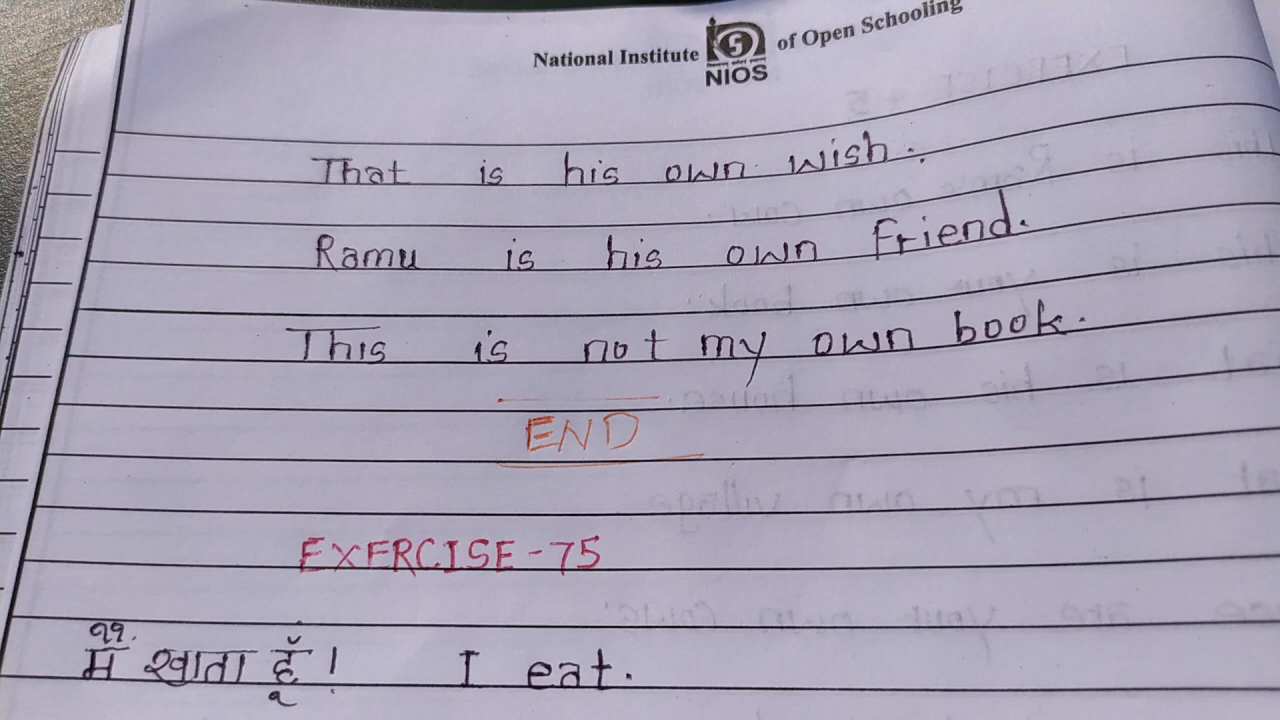 National Institute NIOS of Open Schooling
That is his own wish.
Ramu is his own friend.
This is not my own book.
END
EXERCISE-75
मैं खाता हूँ! I eat.